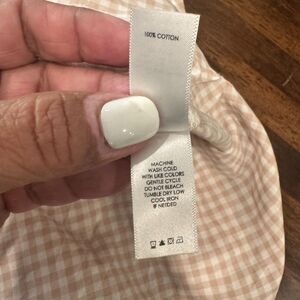 100% COTTON
MACHINE
WASH COLD
WITH LIKE COLORS
GENTLE CYCLE
DO NOT BLEACH
TUMBLE DRY LOW
COOL IRON
IF NEEDED